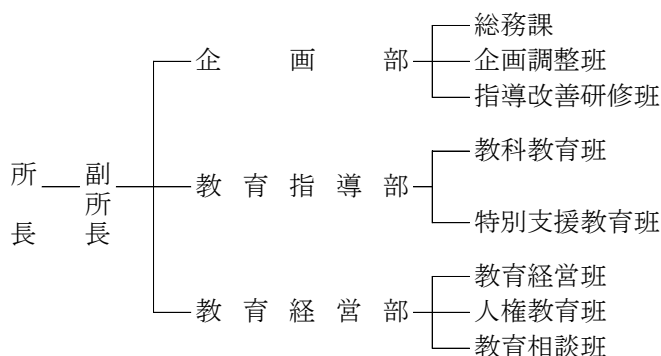 所長
副所長
企画部
総務課
企画調整班
指導改善研修班
教育指導部
教科教育班
特別支援教育班
教育経営部
教育経営班
人権教育班
教育相談班